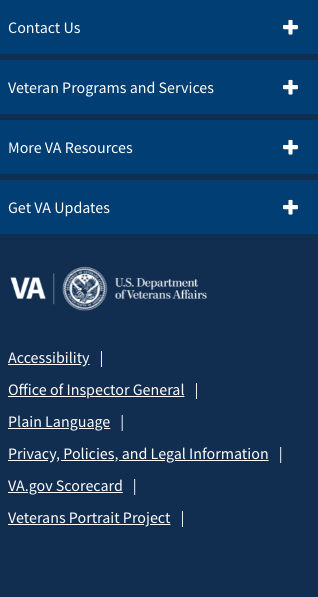 Contact Us
Veteran Programs and Services
More VA Resources
Get VA Updates
VA
U.S. Department
of Veterans Affairs
Accessibility |
Office of Inspector General |
Plain Language |
Privacy, Policies, and Legal Information |
VA.gov Scorecard |
Veterans Portrait Project |